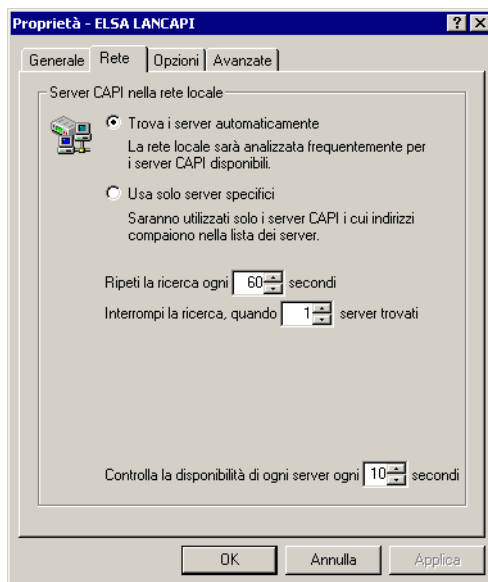 Proprietà - ELSA LANCAPI
Generale Rete Opzioni Avanzate
Server CAPI nella rete locale
Trova i server automaticamente
La rete locale sarà analizzata frequentemente per
i server CAPI disponibili.
Usa solo server specifici
Saranno utilizzati solo i server CAPI i cui indirizzi
compaiono nella lista dei server.
Ripeti la ricerca ogni 60 secondi
Interrompi la ricerca, quando 1 server trovati
Controlla la disponibilità di ogni server ogni 10 secondi
OK Annulla Applica